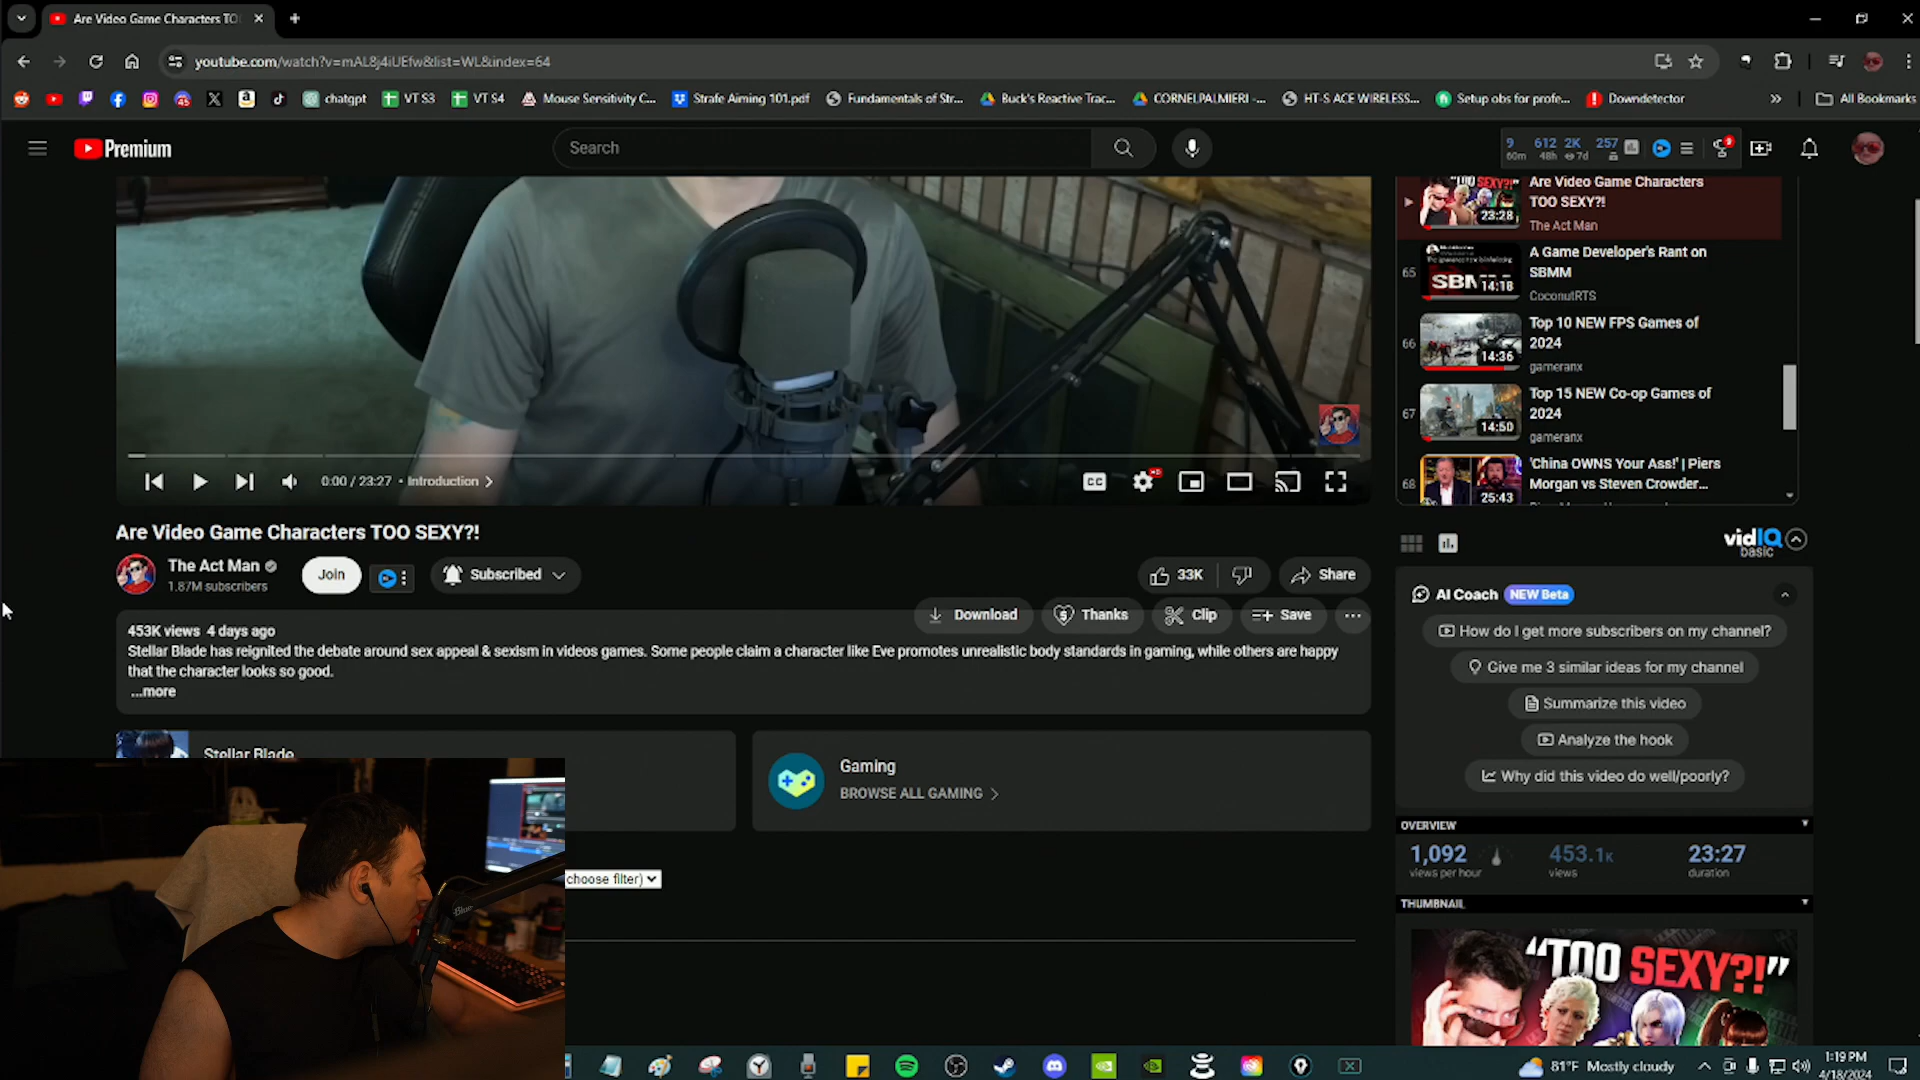 Are Video Game Characters TO
youtube.com/watch?v=mAL8j4iUEfw&list=WL&index=64
chatgpt
VT S3
VT S4
Mouse Sensitivity C...
Strafe Aiming 101.pdf
Fundamentals of Str...
Buck's Reactive Trac...
CORNELPALMIERI -...
HT-S ACE WIRELESS...
Setup obs for profe...
Downdetector
All Bookmarks
Premium
Search
9 612 2K 257
60m 48h 7d
Are Video Game Characters
TOO SEXY?!
The Act Man
23:28
65
A Game Developer's Rant on
SBMM
CoconutRTS
14:18
66
Top 10 NEW FPS Games of
2024
gameranx
14:36
67
Top 15 NEW Co-op Games of
2024
gameranx
14:50
68
'China OWNS Your Ass!' | Piers
Morgan vs Steven Crowder...
25:43
0:00 / 23:27 • Introduction
CC
HD
Are Video Game Characters TOO SEXY?!
The Act Man
1.87M subscribers
Join
Subscribed
33K
Share
Download
Thanks
Clip
Save
453K views 4 days ago
Stellar Blade has reignited the debate around sex appeal & sexism in videos games. Some people claim a character like Eve promotes unrealistic body standards in gaming, while others are happy
that the character looks so good.
...more
Stellar Blade
Gaming
BROWSE ALL GAMING
choose filter)
vidIQ
basic
AI Coach NEW Beta
How do I get more subscribers on my channel?
Give me 3 similar ideas for my channel
Summarize this video
Analyze the hook
Why did this video do well/poorly?
OVERVIEW
1,092 453.1K 23:27
views per hour views duration
THUMBNAIL
"TOO SEXY?!"
81°F Mostly cloudy
1:19 PM
4/18/2024